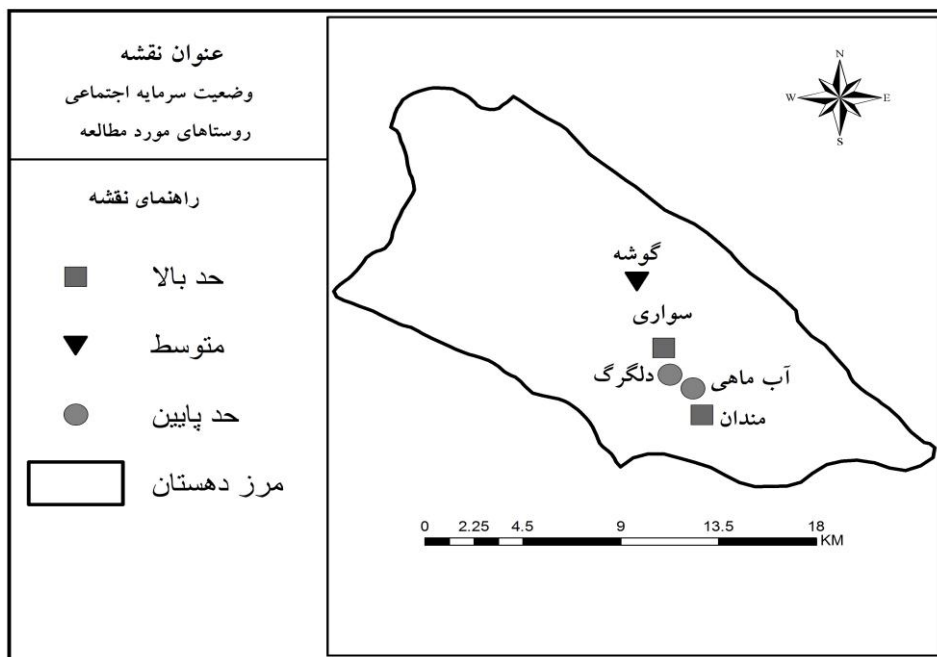 عنوان نقشه
وضعیت سرمایه اجتماعی
روستاهای مورد مطالعه
راهنمای نقشه
حد بالا
متوسط
حد پایین
مرز دهستان
N
W E
S
گوشه
سواری
دلگرگ
آب ماهی
مندان
0 2.25 4.5 9 13.5 18
KM